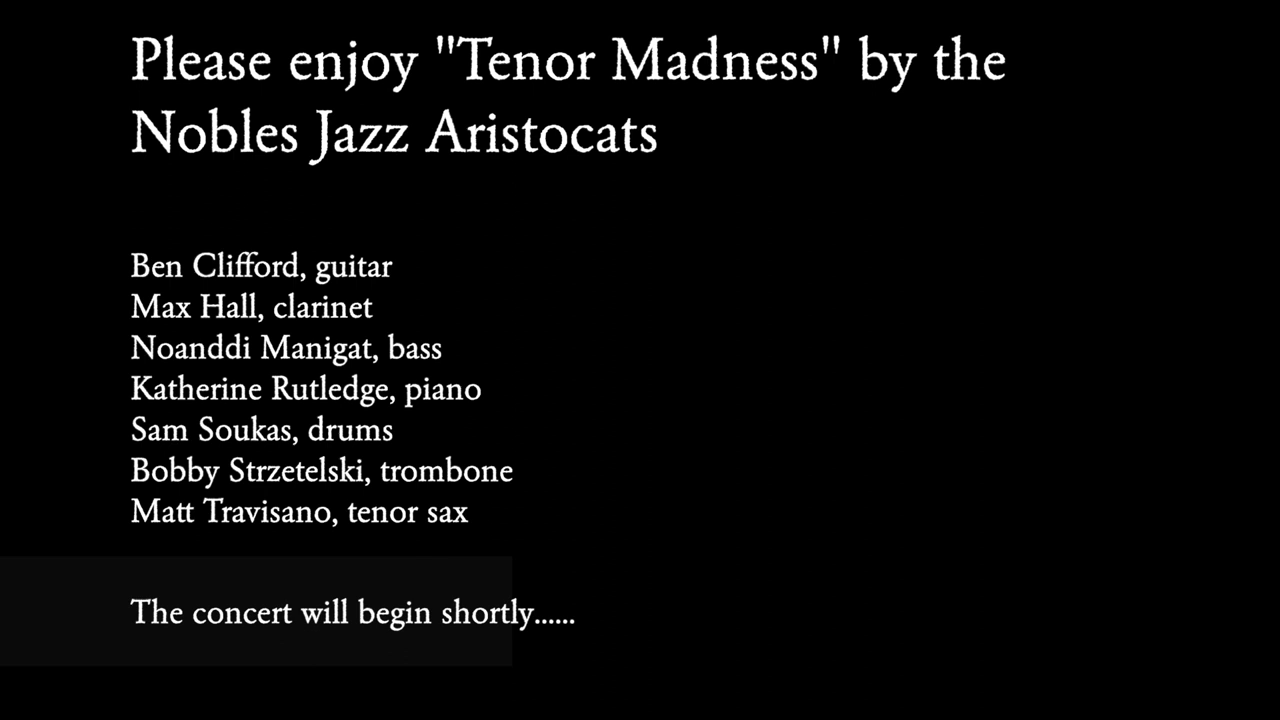 Please enjoy "Tenor Madness" by the
Nobles Jazz Aristocats
Ben Clifford, guitar
Max Hall, clarinet
Noanddi Manigat, bass
Katherine Rutledge, piano
Sam Soukas, drums
Bobby Strzetelski, trombone
Matt Travisano, tenor sax
The concert will begin shortly......